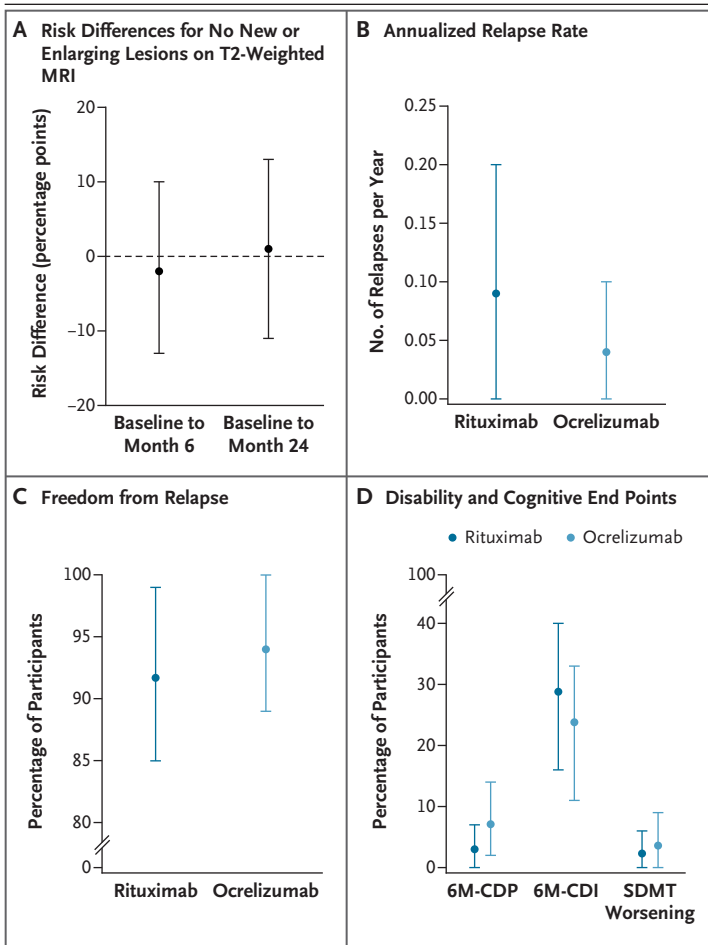 A Risk Differences for No New or
Enlarging Lesions on T2-Weighted
MRI
Risk Difference (percentage points)
20
10
0
−10
−20
Baseline to
Month 6
Baseline to
Month 24
B Annualized Relapse Rate
No. of Relapses per Year
0.25
0.20
0.15
0.10
0.05
0.00
Rituximab
Ocrelizumab
C Freedom from Relapse
Percentage of Participants
100
95
90
85
80
0
Rituximab
Ocrelizumab
D Disability and Cognitive End Points
Rituximab
Ocrelizumab
Percentage of Participants
100
40
30
20
10
0
6M-CDP
6M-CDI
SDMT
Worsening